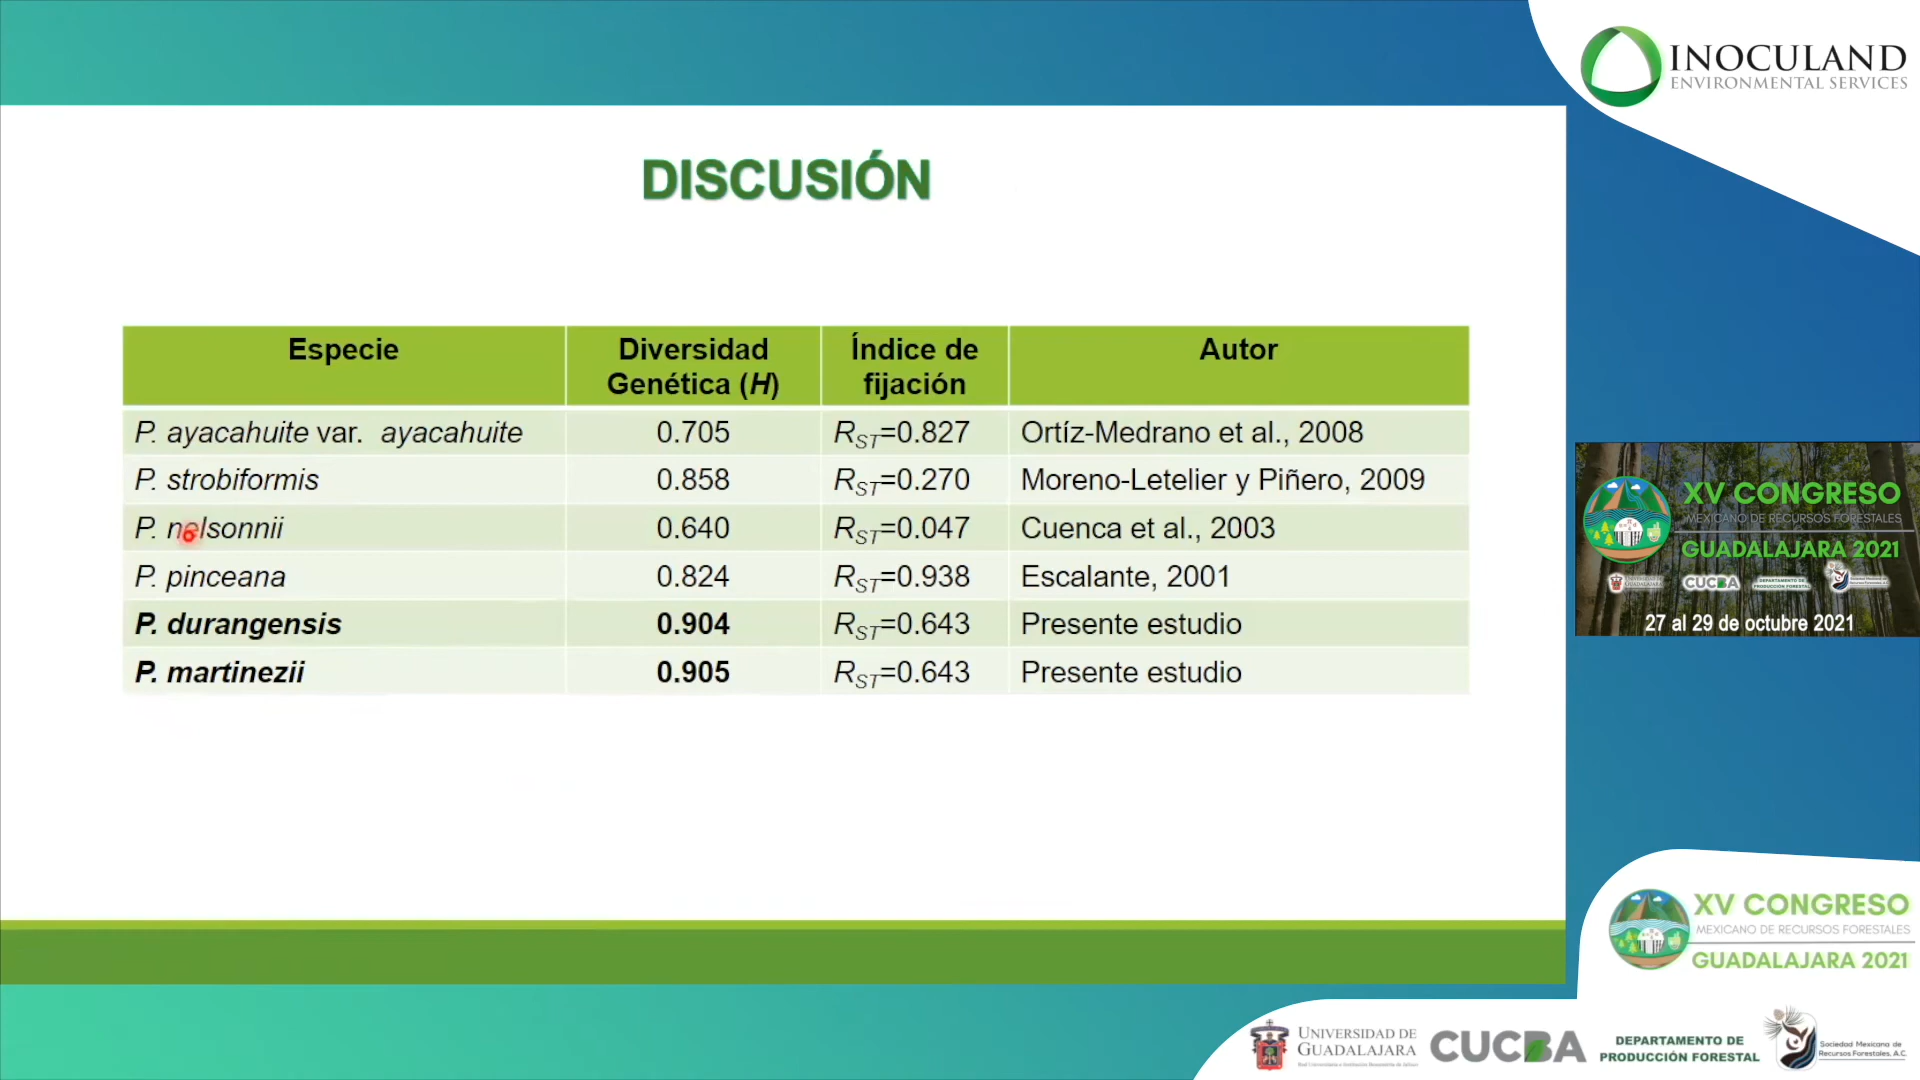 INOCULAND
ENVIRONMENTAL SERVICES
DISCUSIÓN
Especie Diversidad Genética (H) Índice de fijación Autor
P. ayacahuite var. ayacahuite 0.705 RST=0.827 Ortíz-Medrano et al., 2008
P. strobiformis 0.858 RST=0.270 Moreno-Letelier y Piñero, 2009
P. nelsonnii 0.640 RST=0.047 Cuenca et al., 2003
P. pinceana 0.824 RST=0.938 Escalante, 2001
P. durangensis 0.904 RST=0.643 Presente estudio
P. martinezii 0.905 RST=0.643 Presente estudio
XV CONGRESO
MEXICANO DE RECURSOS FORESTALES
GUADALAJARA 2021
CUCBA
DEPARTAMENTO DE
PRODUCCIÓN FORESTAL
27 al 29 de octubre 2021
XV CONGRESO
MEXICANO DE RECURSOS FORESTALES
GUADALAJARA 2021
UNIVERSIDAD DE
GUADALAJARA
CUCBA
DEPARTAMENTO DE
PRODUCCIÓN FORESTAL
Sociedad Mexicana de
Recursos Forestales, A.C.